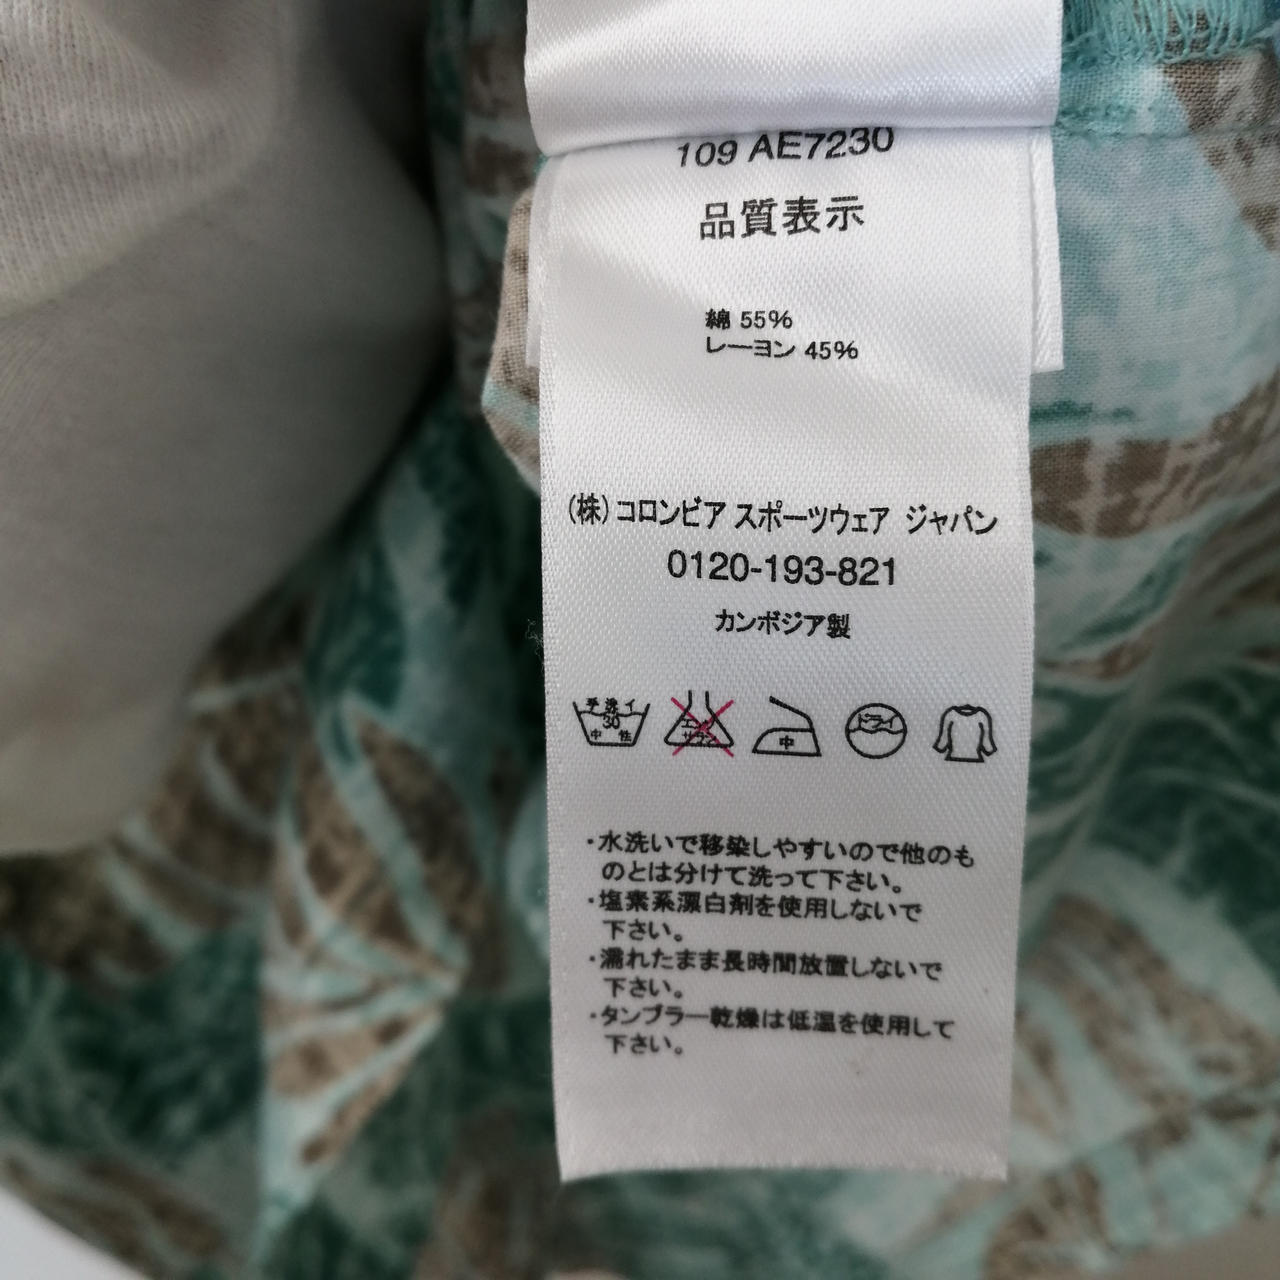 109 AE7230
品質表示
綿 55%
レーヨン 45%
(株)コロンビア スポーツウェア ジャパン
0120-193-821
カンボジア製
手洗イ
30
中性
エンソ
サラシ
中
ドライ
・水洗いで移染しやすいので他のも
のとは分けて洗って下さい。
・塩素系漂白剤を使用しないで
下さい。
・濡れたまま長時間放置しないで
下さい。
・タンブラー乾燥は低温を使用して
下さい。